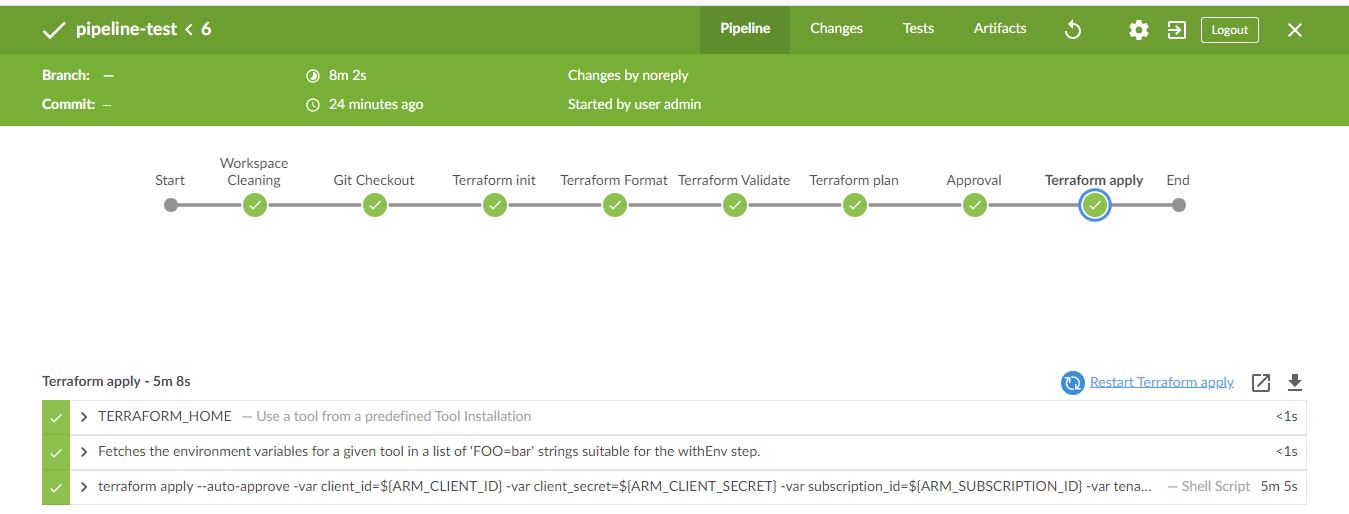 pipeline-test < 6 Pipeline Changes Tests Artifacts Logout
Branch: — 8m 2s Changes by noreply
Commit: – 24 minutes ago Started by user admin
Start Workspace Cleaning Git Checkout Terraform init Terraform Format Terraform Validate Terraform plan Approval Terraform apply End
Terraform apply - 5m 8s Restart Terraform apply
TERRAFORM_HOME — Use a tool from a predefined Tool Installation <1s
Fetches the environment variables for a given tool in a list of 'FOO=bar' strings suitable for the withEnv step. <1s
terraform apply --auto-approve -var client_id=${ARM_CLIENT_ID} -var client_secret=${ARM_CLIENT_SECRET} -var subscription_id=${ARM_SUBSCRIPTION_ID} -var tena... — Shell Script 5m 5s